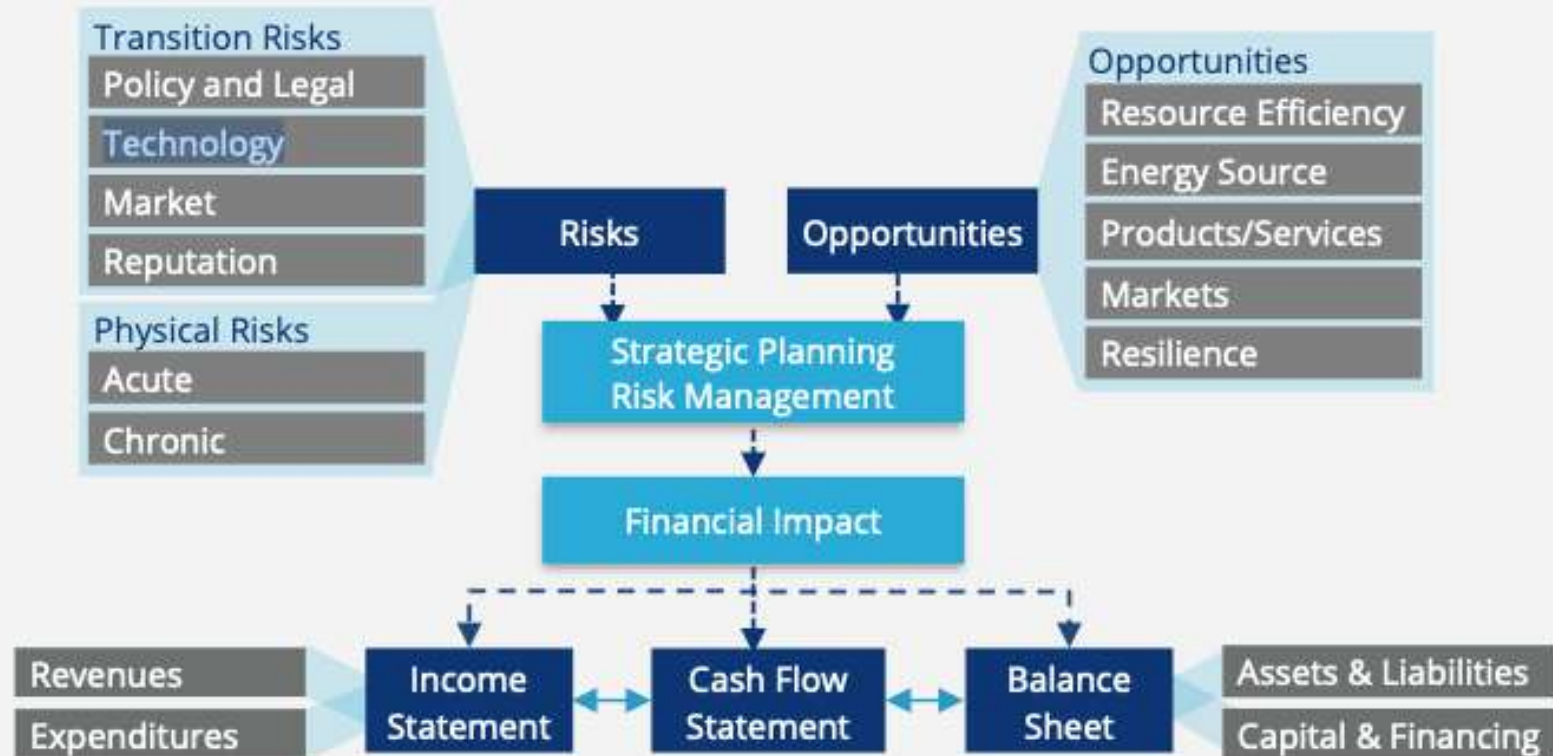 Transition Risks
Policy and Legal
Technology
Market
Reputation
Physical Risks
Acute
Chronic
Risks
Opportunities
Opportunities
Resource Efficiency
Energy Source
Products/Services
Markets
Resilience
Strategic Planning
Risk Management
Financial Impact
Revenues
Expenditures
Income
Statement
Cash Flow
Statement
Balance
Sheet
Assets & Liabilities
Capital & Financing